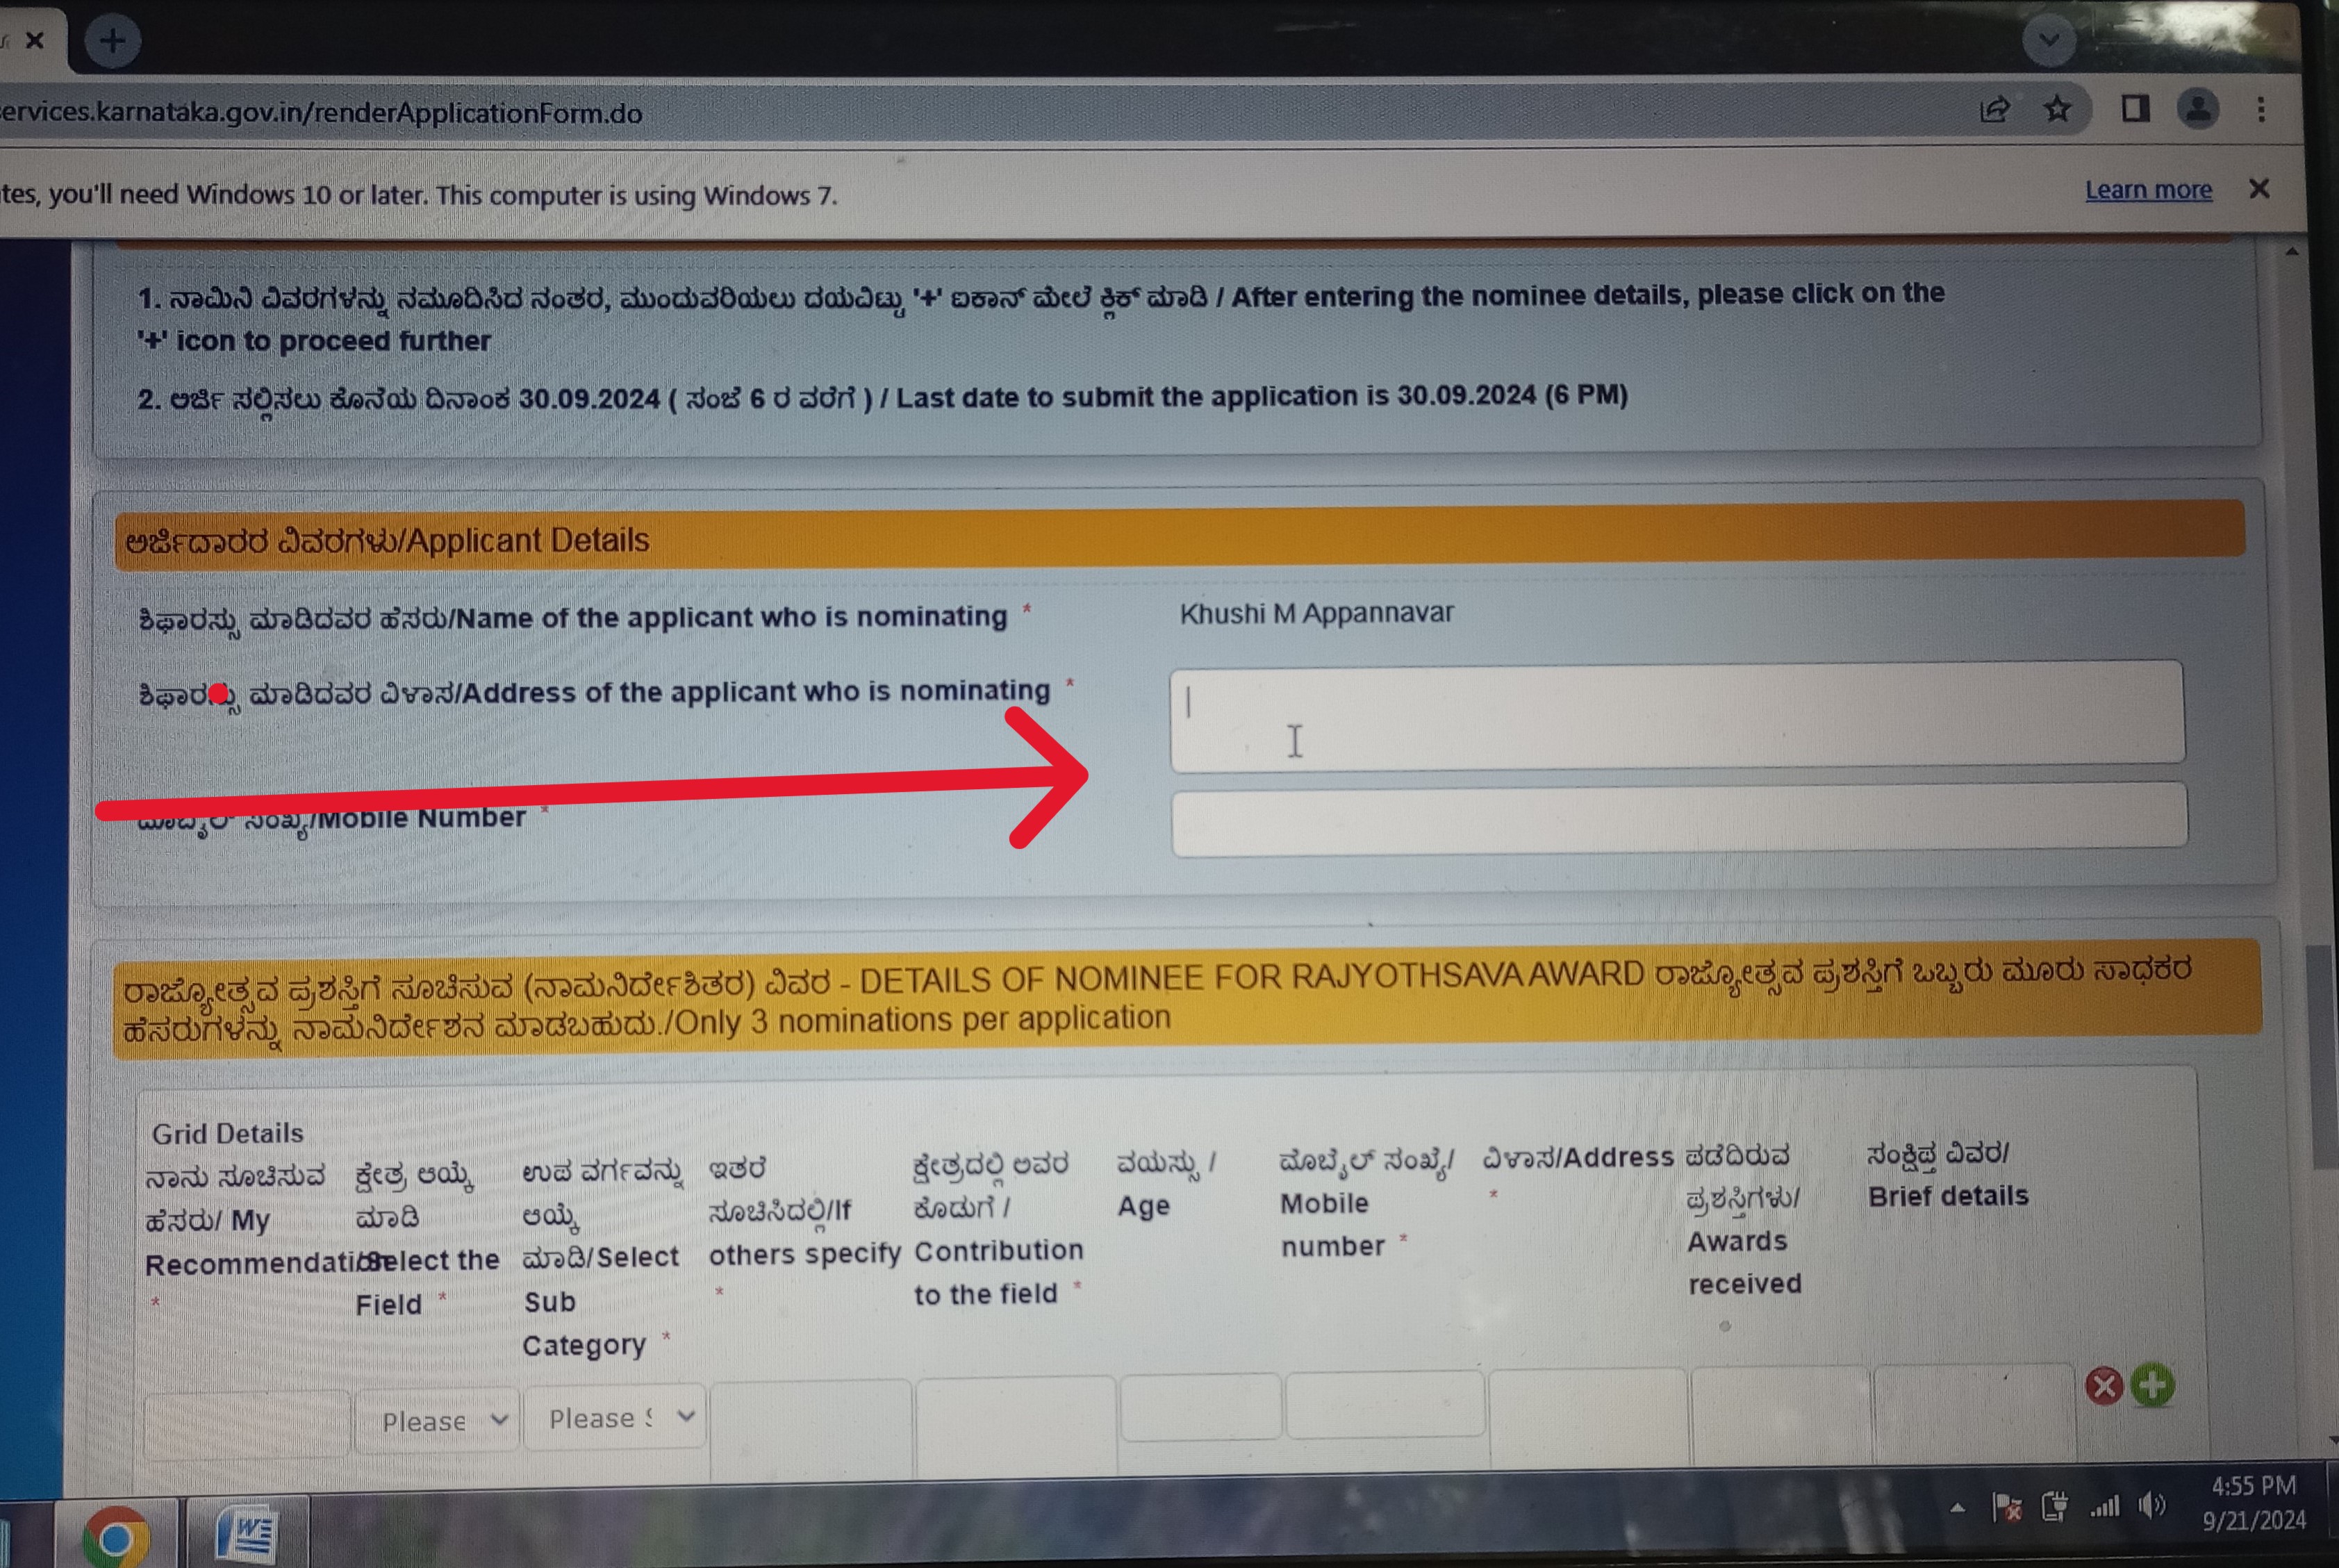 ervices.karnataka.gov.in/renderApplicationForm.do
tes, you'll need Windows 10 or later. This computer is using Windows 7.
Learn more
1. ನಾಮಿನಿ ವಿವರಗಳನ್ನು ನಮೂದಿಸಿದ ನಂತರ, ಮುಂದುವರಿಯಲು ದಯವಿಟ್ಟು '+' ಐಕಾನ್ ಮೇಲೆ ಕ್ಲಿಕ್ ಮಾಡಿ / After entering the nominee details, please click on the
'+' icon to proceed further
2. ಅರ್ಜಿ ಸಲ್ಲಿಸಲು ಕೊನೆಯ ದಿನಾಂಕ 30.09.2024 ( ಸಂಜೆ 6 ರ ವರೆಗೆ ) / Last date to submit the application is 30.09.2024 (6 PM)
ಅರ್ಜಿದಾರರ ವಿವರಗಳು/Applicant Details
ಶಿಫಾರಸ್ಸು ಮಾಡಿದವರ ಹೆಸರು/Name of the applicant who is nominating * Khushi M Appannavar
ಶಿಫಾರಸ್ಸು ಮಾಡಿದವರ ವಿಳಾಸ/Address of the applicant who is nominating *
ಮೊಬೈಲ್ ಸಂಖ್ಯೆ/Mobile Number *
ರಾಜ್ಯೋತ್ಸವ ಪ್ರಶಸ್ತಿಗೆ ಸೂಚಿಸುವ (ನಾಮನಿರ್ದೇಶಿತರ) ವಿವರ - DETAILS OF NOMINEE FOR RAJYOTHSAVA AWARD ರಾಜ್ಯೋತ್ಸವ ಪ್ರಶಸ್ತಿಗೆ ಒಬ್ಬರು ಮೂರು ಸಾಧಕರ
ಹೆಸರುಗಳನ್ನು ನಾಮನಿರ್ದೇಶನ ಮಾಡಬಹುದು./Only 3 nominations per application
Grid Details
ನಾನು ಸೂಚಿಸುವ
ಹೆಸರು/ My
Recommendation
*
ಕ್ಷೇತ್ರ ಆಯ್ಕೆ
ಮಾಡಿ
/Select the
Field *
ಉಪ ವರ್ಗವನ್ನು
ಆಯ್ಕೆ
ಮಾಡಿ/Select
Sub
Category *
ಇತರೆ
ಸೂಚಿಸಿದಲ್ಲಿ/If
others specify
*
ಕ್ಷೇತ್ರದಲ್ಲಿ ಅವರ
ಕೊಡುಗೆ /
Contribution
to the field *
ವಯಸ್ಸು /
Age
ಮೊಬೈಲ್ ಸಂಖ್ಯೆ/
Mobile
number *
ವಿಳಾಸ/Address
*
ಪಡೆದಿರುವ
ಪ್ರಶಸ್ತಿಗಳು/
Awards
received
ಸಂಕ್ಷಿಪ್ತ ವಿವರ/
Brief details
Please
Please S
4:55 PM
9/21/2024